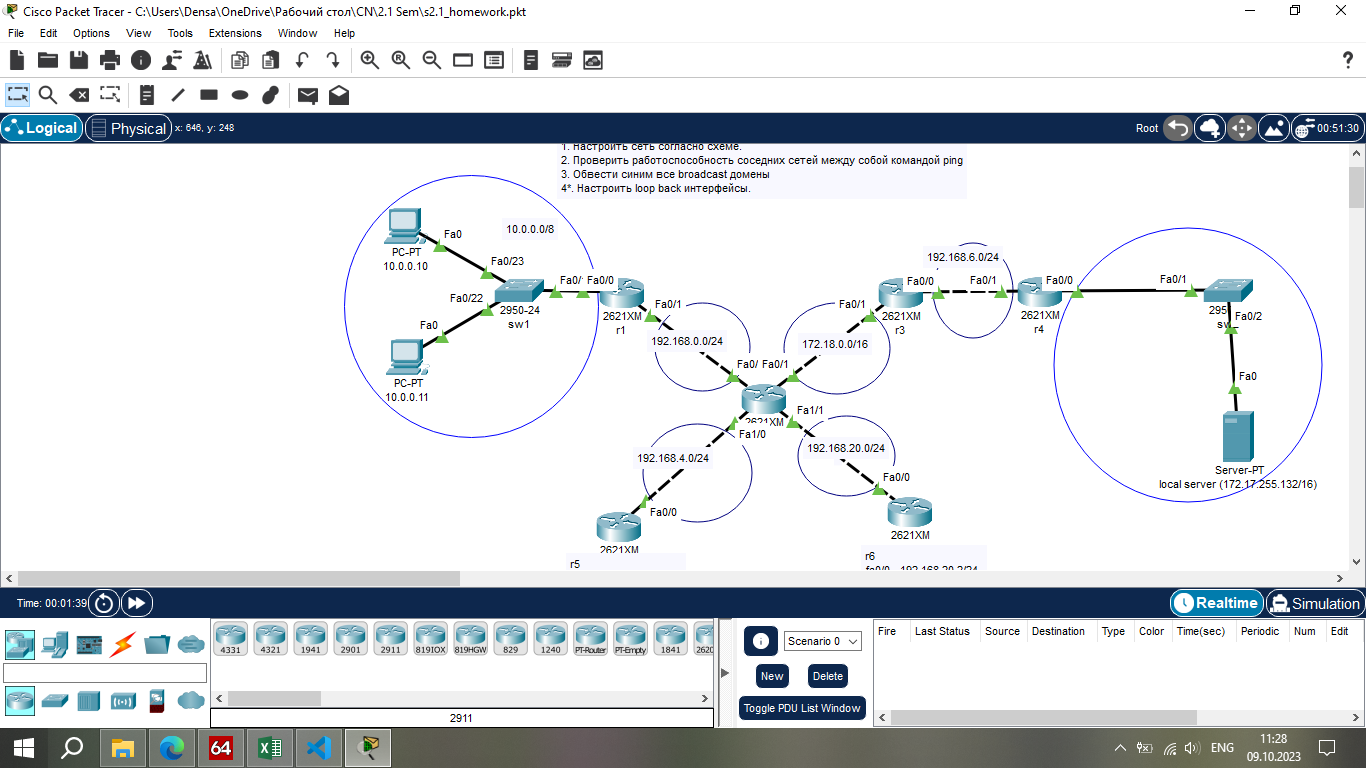 Cisco Packet Tracer - C:\Users\Densa\OneDrive\Рабочий стол\CN\2.1 Sem\s2.1_homework.pkt
File Edit Options View Tools Extensions Window Help
Logical Physical x: 646, y: 248 Root 00:51:30
1. Настроить сеть согласно схеме.
2. Проверить работоспособность соседних сетей между собой командой ping
3. Обвести синим все broadcast домены
4*. Настроить loop back интерфейсы.
10.0.0.0/8
Fa0
PC-PT
10.0.0.10
Fa0/23
Fa0/22
Fa0
PC-PT
10.0.0.11
2950-24
sw1
Fa0/0
2621XM
r1
Fa0/1
192.168.0.0/24
Fa0/1
172.18.0.0/16
Fa0/1
Fa0/0
2621XM
r3
192.168.6.0/24
Fa0/1
Fa0/0
2621XM
r4
Fa0/1
Fa0/2
Fa0
Server-PT
local server (172.17.255.132/16)
2621XM
Fa1/0
Fa1/1
192.168.4.0/24
192.168.20.0/24
Fa0/0
2621XM
r5
Fa0/0
2621XM
r6
fa0/0 - 192.168.20.2/24
Time: 00:01:39 Realtime Simulation
4331 4321 1941 2901 2911 819IOX 819HGW 829 1240 PT-Router PT-Empty 1841 2620
2911
Scenario 0
New Delete
Toggle PDU List Window
Fire Last Status Source Destination Type Color Time(sec) Periodic Num Edit
64
ENG
11:28
09.10.2023